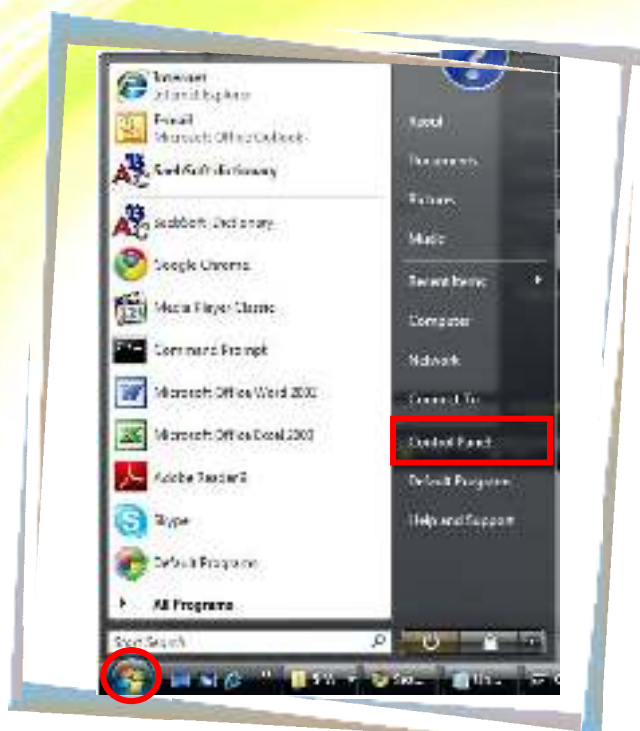 Internet
Internet Explorer
E-mail
Microsoft Office Outlook
Dictionary
Google Chrome
Media Player Classic
Command Prompt
Microsoft Office Word 2003
Microsoft Office Excel 2003
Adobe Reader 9
Skype
Default Programs
All Programs
Start Search
Documents
Pictures
Music
Recent Items
Computer
Network
Connect To
Control Panel
Default Programs
Help and Support